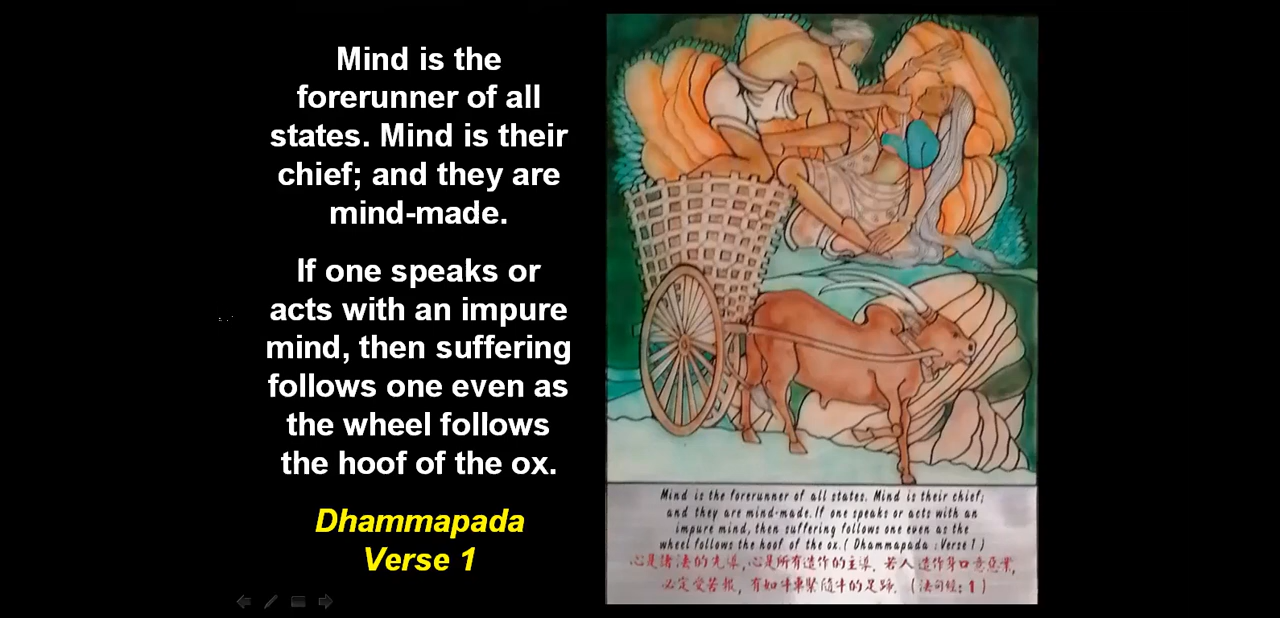 Mind is the
forerunner of all
states. Mind is their
chief; and they are
mind-made.
If one speaks or
acts with an impure
mind, then suffering
follows one even as
the wheel follows
the hoof of the ox.
Dhammapada
Verse 1
Mind is the forerunner of all states. Mind is their chief;
and they are mind-made. If one speaks or acts with an
impure mind, then suffering follows one even as the
wheel follows the hoof of the ox. ( Dhammapada : Verse 1 )
心是諸法的先導, 心是所有造作的主導. 若人造作身口意惡業,
必定受苦报, 有如牛車緊隨牛的足跡. ( 法句經: 1 )